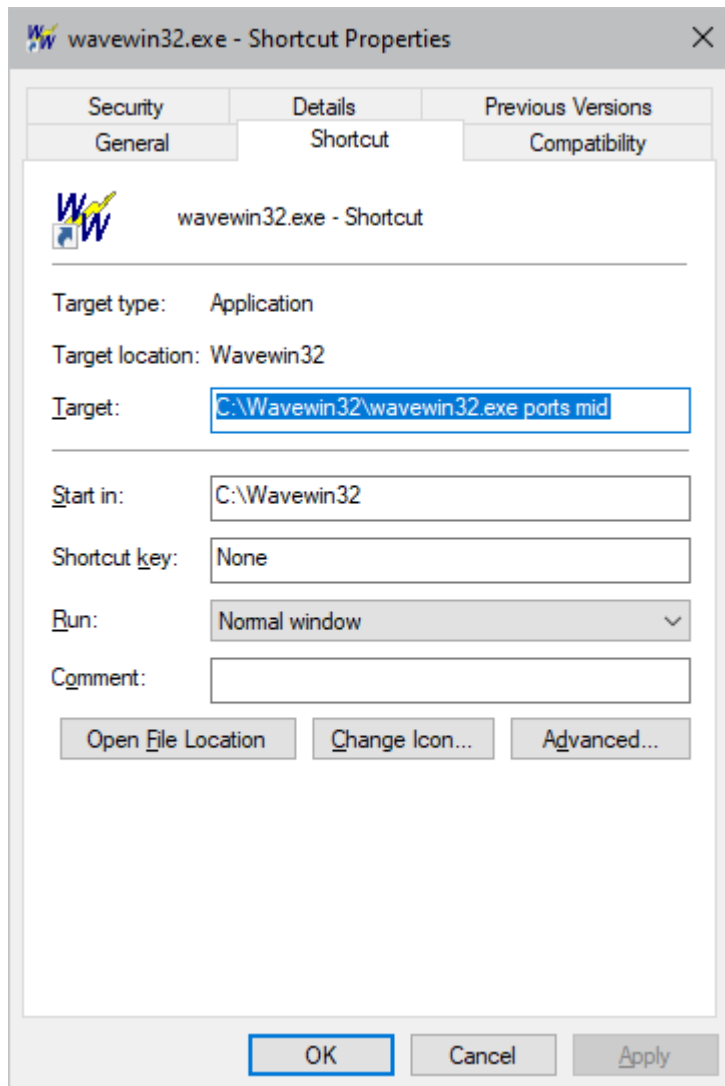 wavewin32.exe - Shortcut Properties
Security Details Previous Versions
General Shortcut Compatibility
wavewin32.exe - Shortcut
Target type: Application
Target location: Wavewin32
Target: C:\Wavewin32\wavewin32.exe ports mid
Start in: C:\Wavewin32
Shortcut key: None
Run: Normal window
Comment:
Open File Location Change Icon... Advanced...
OK Cancel Apply